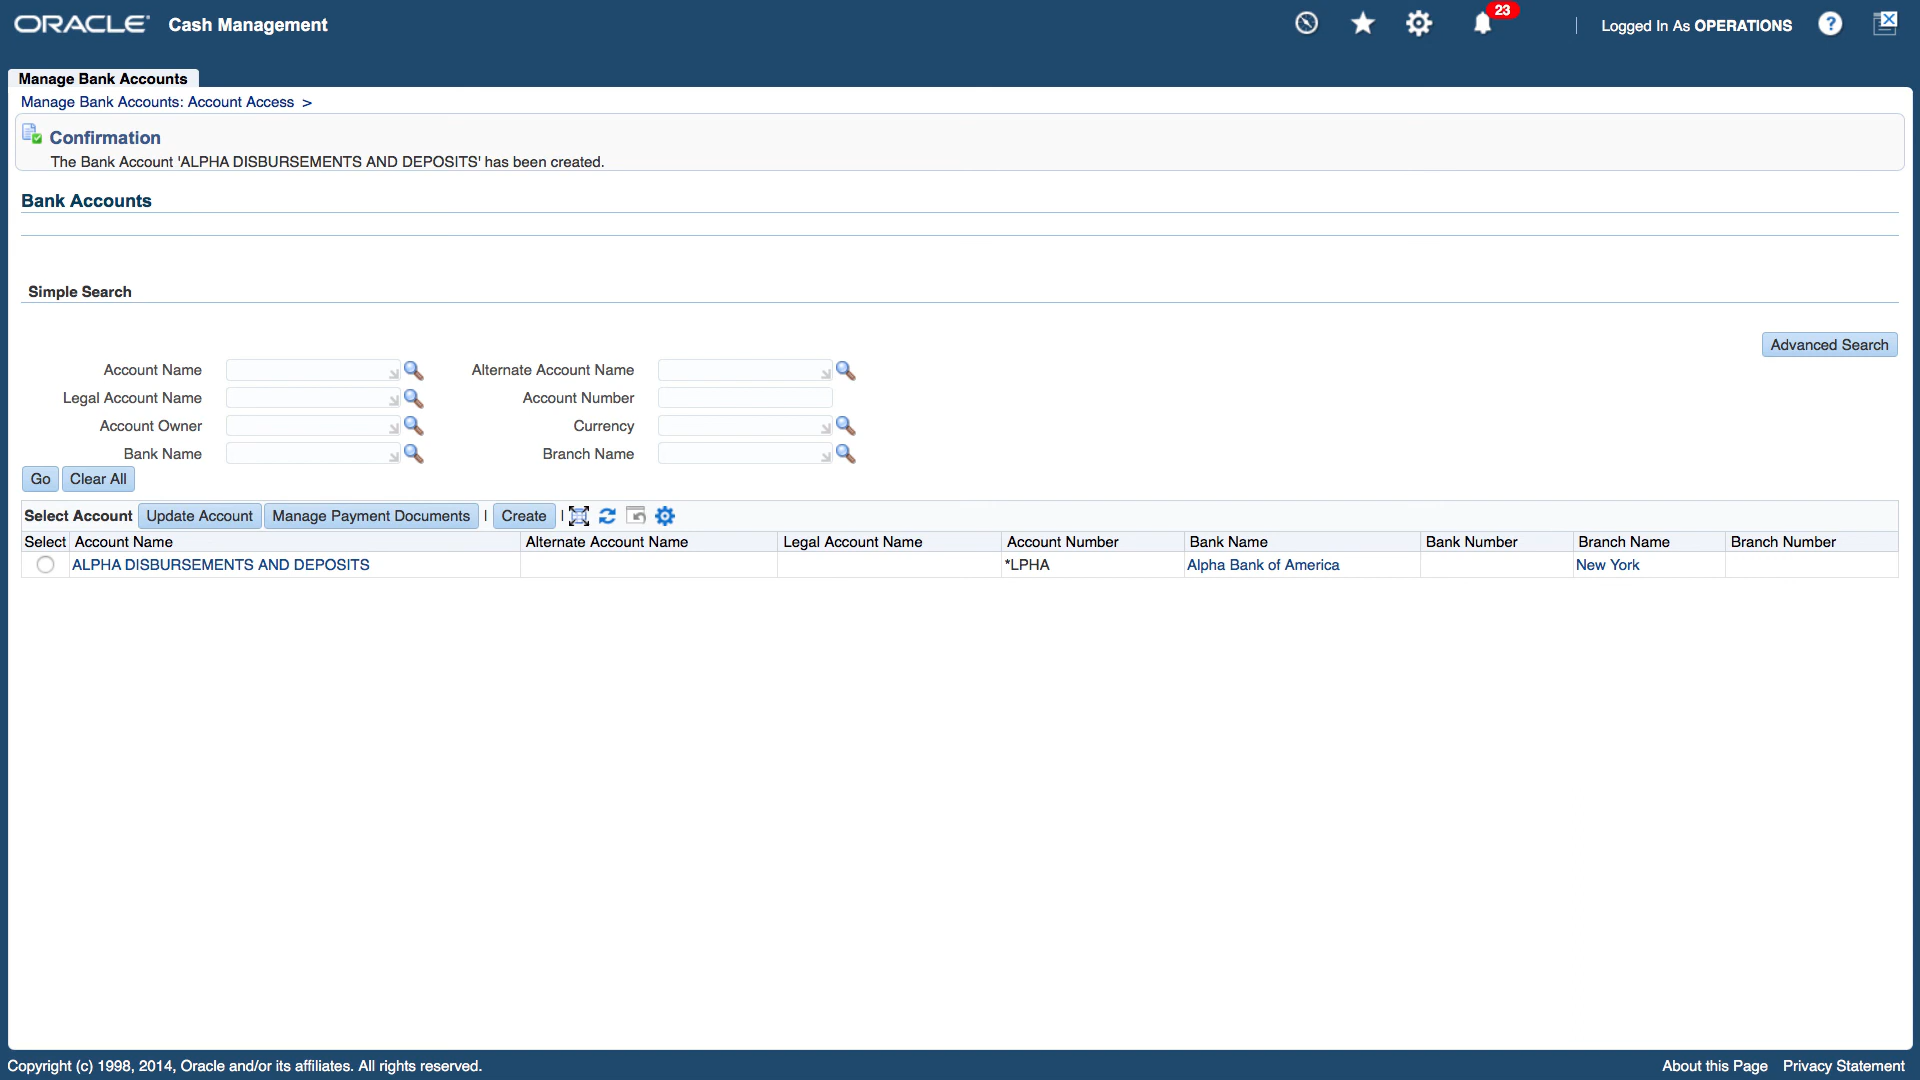 ORACLE® Cash Management 23 Logged In As OPERATIONS ?
Manage Bank Accounts
Manage Bank Accounts: Account Access >
Confirmation
The Bank Account 'ALPHA DISBURSEMENTS AND DEPOSITS' has been created.
Bank Accounts
Simple Search
Advanced Search
Account Name Alternate Account Name
Legal Account Name Account Number
Account Owner Currency
Bank Name Branch Name
Go Clear All
Select Account Update Account Manage Payment Documents | Create |
Select Account Name Alternate Account Name Legal Account Name Account Number Bank Name Bank Number Branch Name Branch Number
ALPHA DISBURSEMENTS AND DEPOSITS *LPHA Alpha Bank of America New York
Copyright (c) 1998, 2014, Oracle and/or its affiliates. All rights reserved. About this Page Privacy Statement